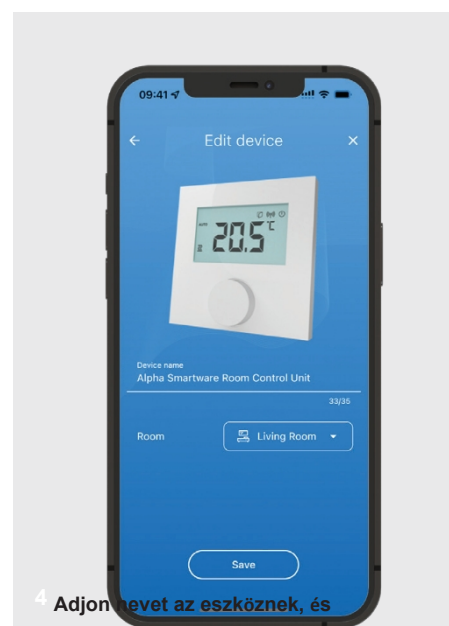 09:41
Edit device
AUTO 20.5 °C
Device name
Alpha Smartware Room Control Unit
33/35
Room Living Room
Save
4 Adjon nevet az eszköznek, és